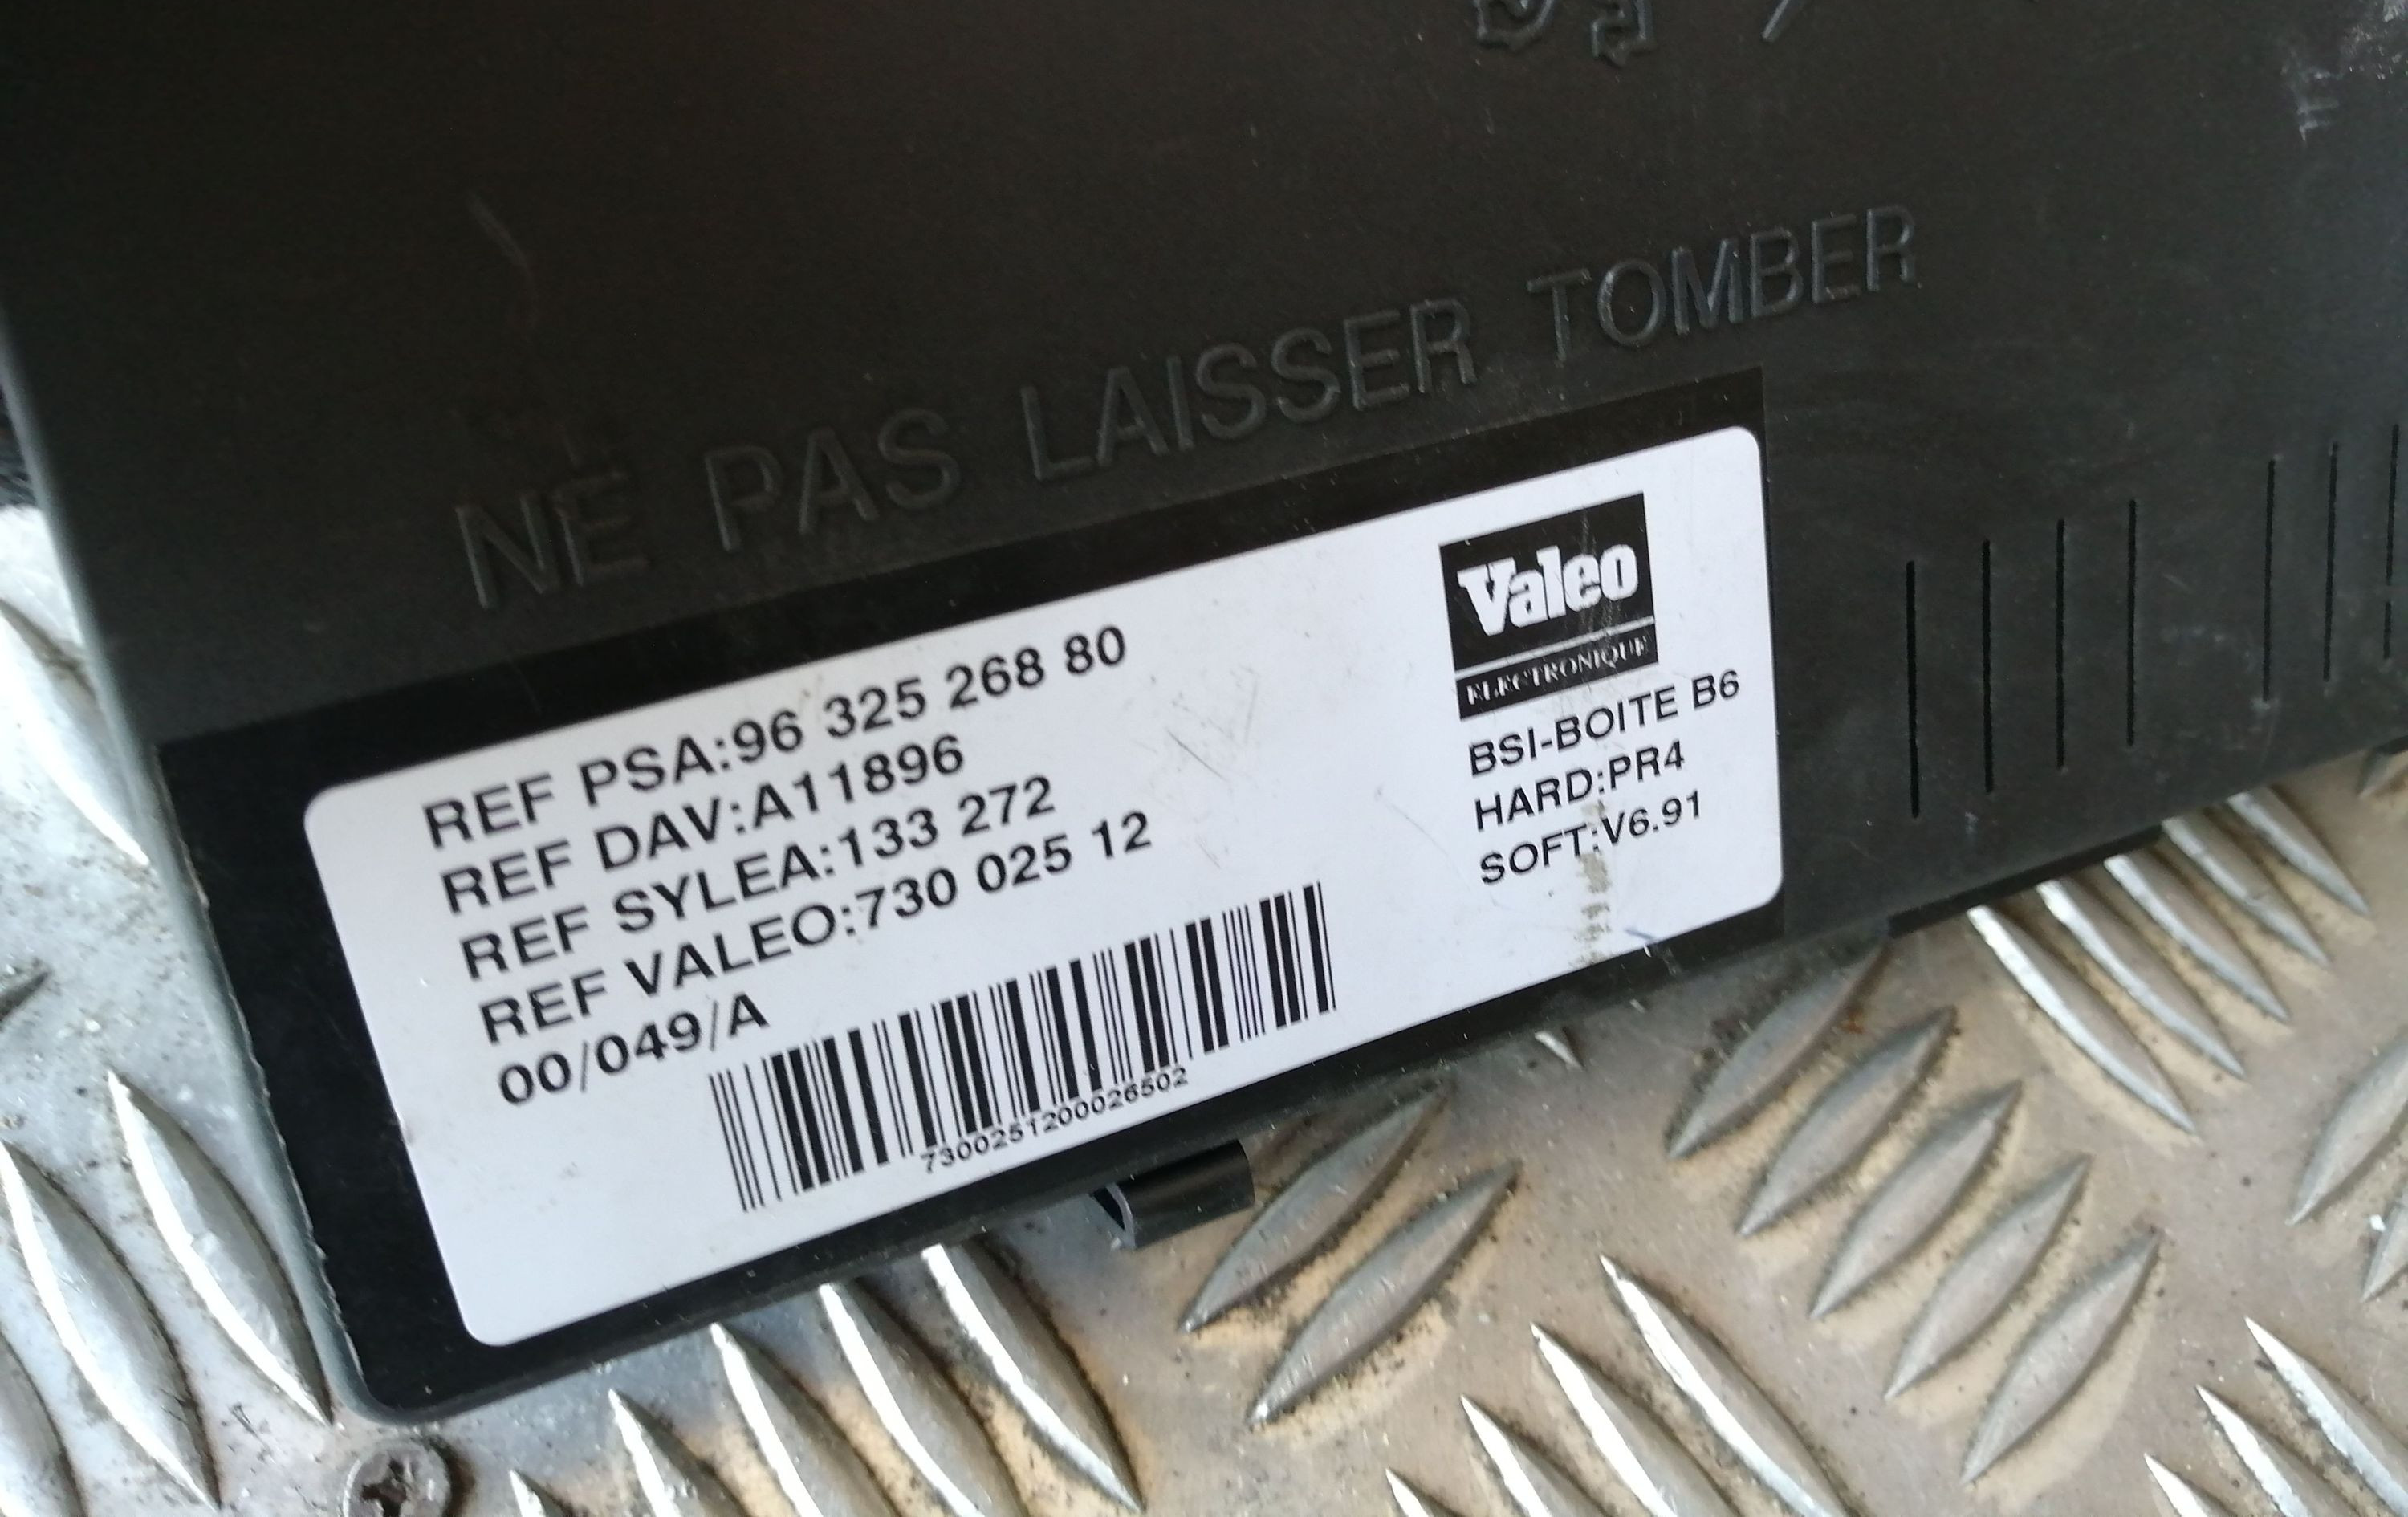 NE PAS LAISSER TOMBER
Valeo
ELECTRONIQUE
REF PSA:96 325 268 80
REF DAV:A11896
REF SYLEA:133 272
REF VALEO:730 025 12
00/049/A
7300251200026502
BSI-BOITE B6
HARD:PR4
SOFT:V6.91